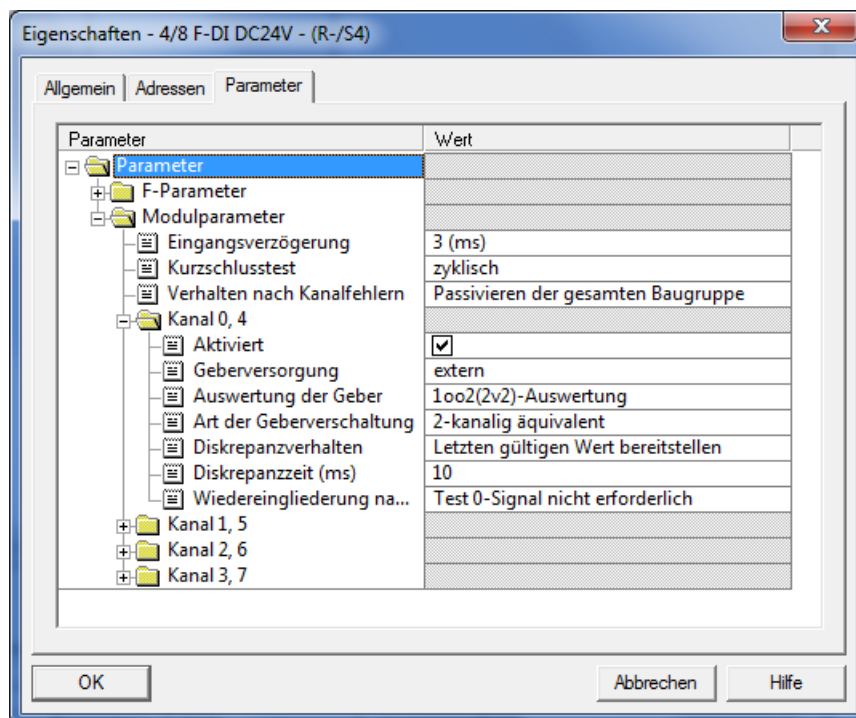 Eigenschaften - 4/8 F-DI DC24V - (R-/S4)
Allgemein Adressen Parameter
Parameter Wert
Parameter
F-Parameter
Modulparameter
Eingangsverzögerung 3 (ms)
Kurzschlusstest zyklisch
Verhalten nach Kanalfehlern Passivieren der gesamten Baugruppe
Kanal 0, 4
Aktiviert
Geberversorgung extern
Auswertung der Geber 1oo2(2v2)-Auswertung
Art der Geberverschaltung 2-kanalig äquivalent
Diskrepanzverhalten Letzten gültigen Wert bereitstellen
Diskrepanzzeit (ms) 10
Wiedereingliederung na... Test 0-Signal nicht erforderlich
Kanal 1, 5
Kanal 2, 6
Kanal 3, 7
OK Abbrechen Hilfe